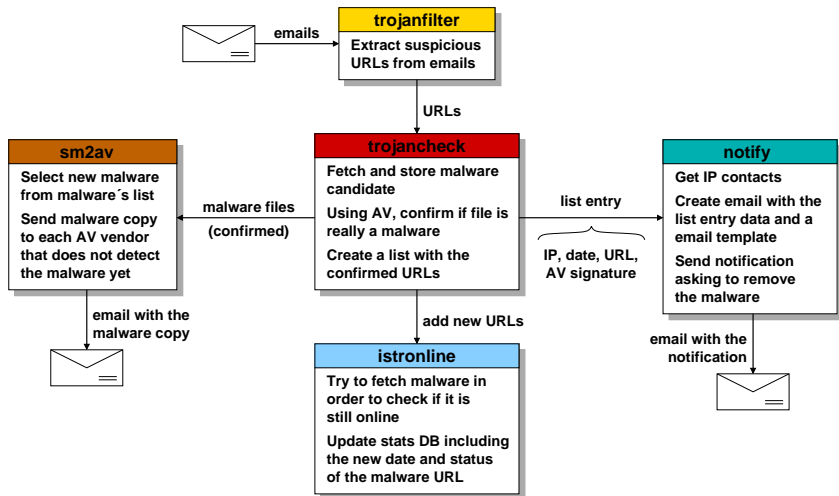 trojanfilter
emails
Extract suspicious
URLs from emails
URLs
sm2av
Select new malware
from malware´s list
Send malware copy
to each AV vendor
that does not detect
the malware yet
malware files
(confirmed)
trojancheck
Fetch and store malware
candidate
Using AV, confirm if file is
really a malware
Create a list with the
confirmed URLs
list entry
IP, date, URL,
AV signature
notify
Get IP contacts
Create email with the
list entry data and a
email template
Send notification
asking to remove
the malware
email with the
malware copy
add new URLs
email with the
notification
istronline
Try to fetch malware in
order to check if it is
still online
Update stats DB including
the new date and status
of the malware URL